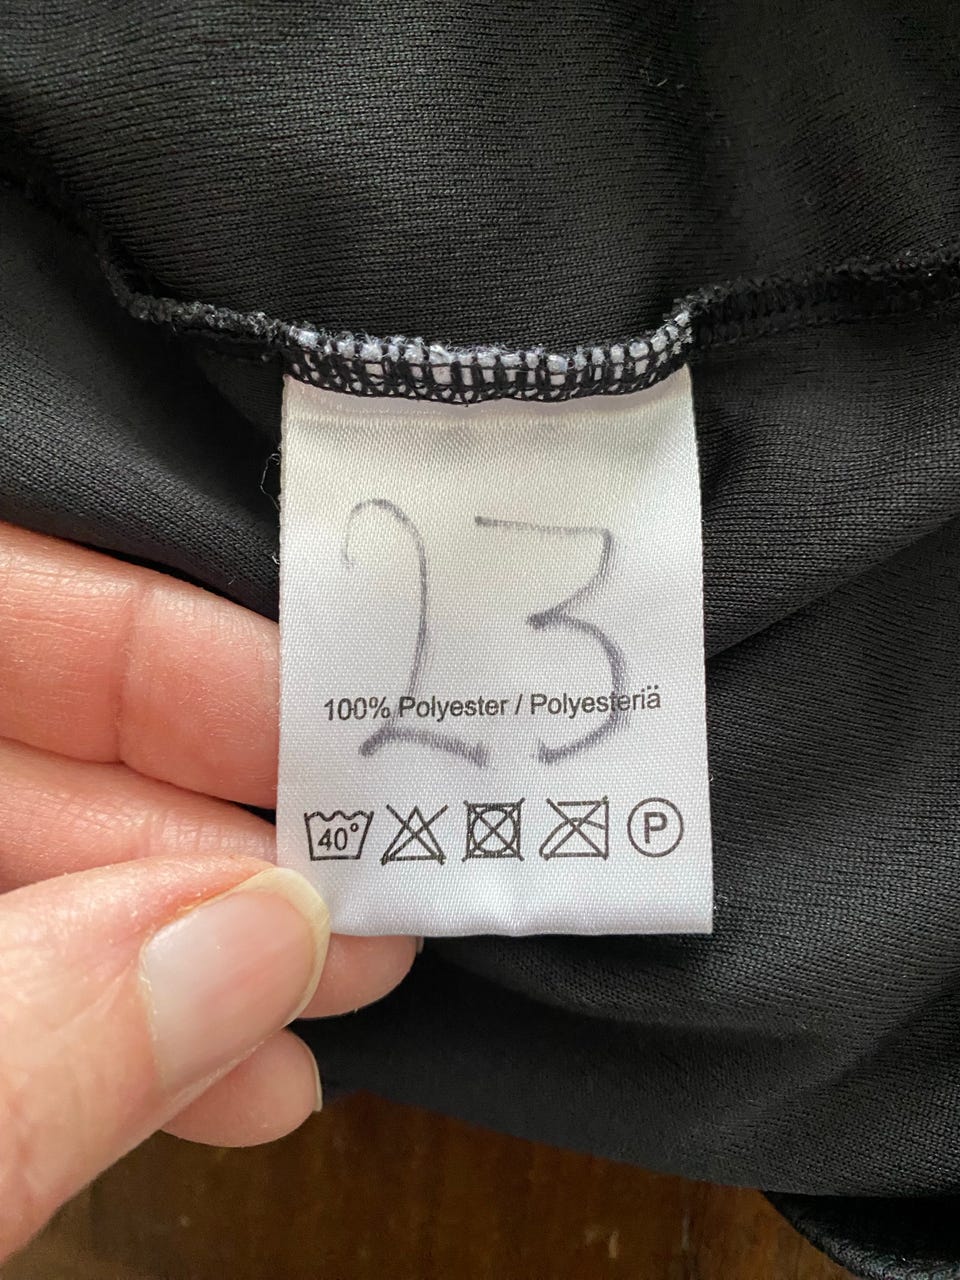 23
100% Polyester / Polyesteriä
40° P